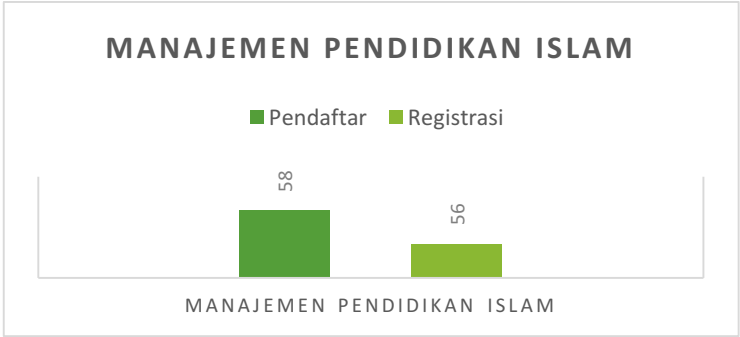 MANAJEMEN PENDIDIKAN ISLAM
Pendaftar Registrasi
58
56
MANAJEMEN PENDIDIKAN ISLAM